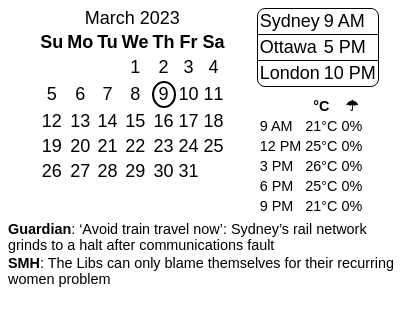 March 2023
Su Mo Tu We Th Fr Sa
1 2 3 4
5 6 7 8 9 10 11
12 13 14 15 16 17 18
19 20 21 22 23 24 25
26 27 28 29 30 31
Sydney 9 AM
Ottawa 5 PM
London 10 PM
°C ☂
9 AM 21°C 0%
12 PM 25°C 0%
3 PM 26°C 0%
6 PM 25°C 0%
9 PM 21°C 0%
Guardian: ‘Avoid train travel now’: Sydney’s rail network
grinds to a halt after communications fault
SMH: The Libs can only blame themselves for their recurring
women problem